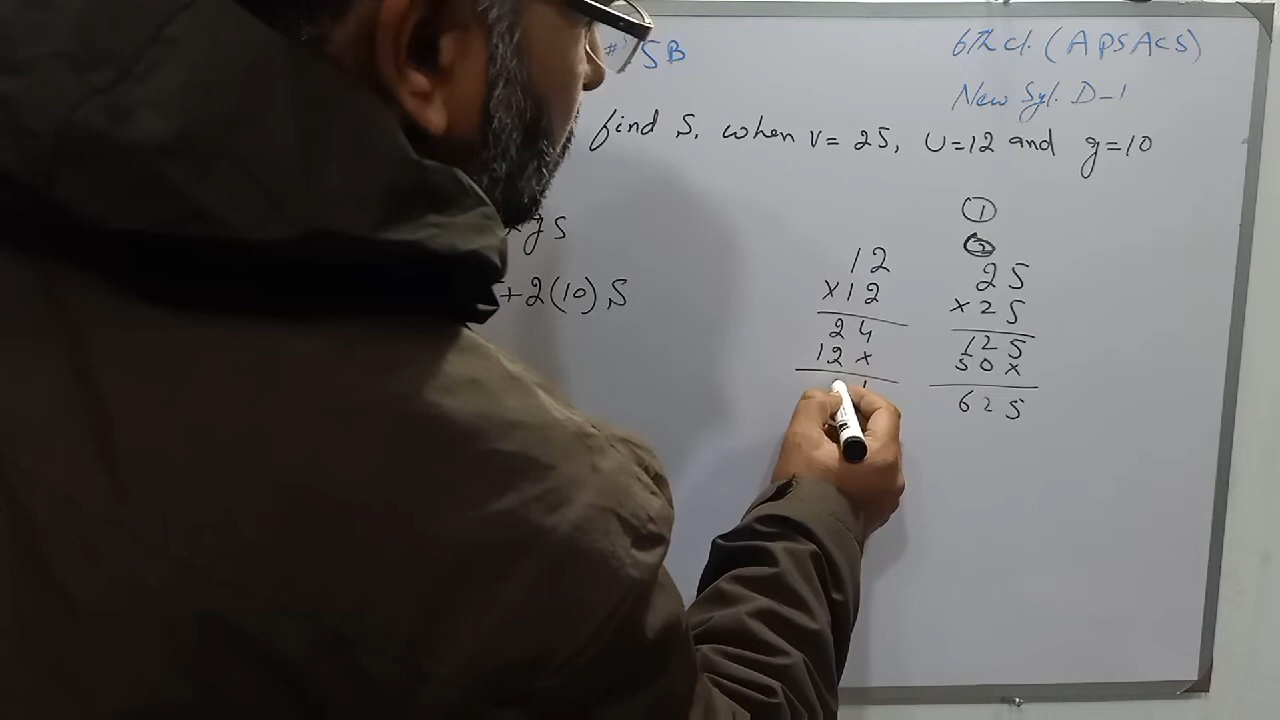 # 5B
6th cl. (APSACS)
New Syl. D-1
find S, when v= 25, U=12 and g=10
gS
+2(10)S
12
×12
24
12×
①
②
25
×25
125
50×
625